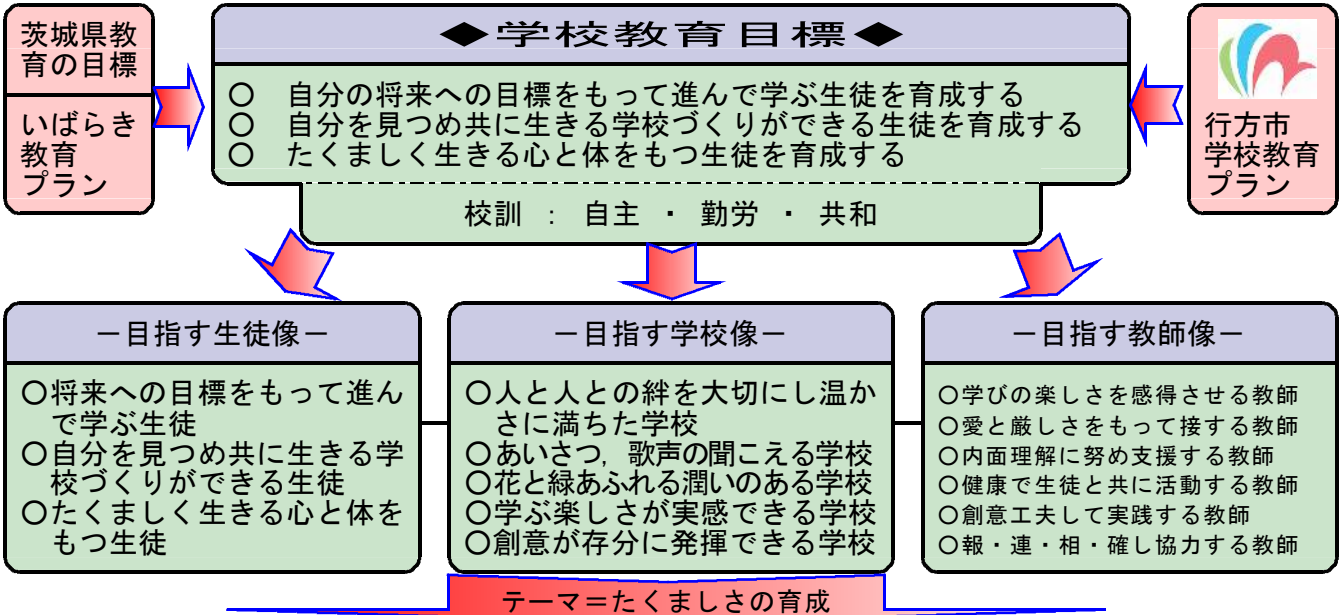 茨城県教
育の目標
いばらき
教育
プラン
◆学校教育目標◆
○ 自分の将来への目標をもって進んで学ぶ生徒を育成する
○ 自分を見つめ共に生きる学校づくりができる生徒を育成する
○ たくましく生きる心と体をもつ生徒を育成する
校訓 : 自主 ・ 勤労 ・ 共和
行方市
学校教育
プラン
－目指す生徒像－
○将来への目標をもって進ん
で学ぶ生徒
○自分を見つめ共に生きる学
校づくりができる生徒
○たくましく生きる心と体を
もつ生徒
－目指す学校像－
○人と人との絆を大切にし温か
さに満ちた学校
○あいさつ，歌声の聞こえる学校
○花と緑あふれる潤いのある学校
○学ぶ楽しさが実感できる学校
○創意が存分に発揮できる学校
－目指す教師像－
○学びの楽しさを感得させる教師
○愛と厳しさをもって接する教師
○内面理解に努め支援する教師
○健康で生徒と共に活動する教師
○創意工夫して実践する教師
○報・連・相・確し協力する教師
テーマ＝たくましさの育成